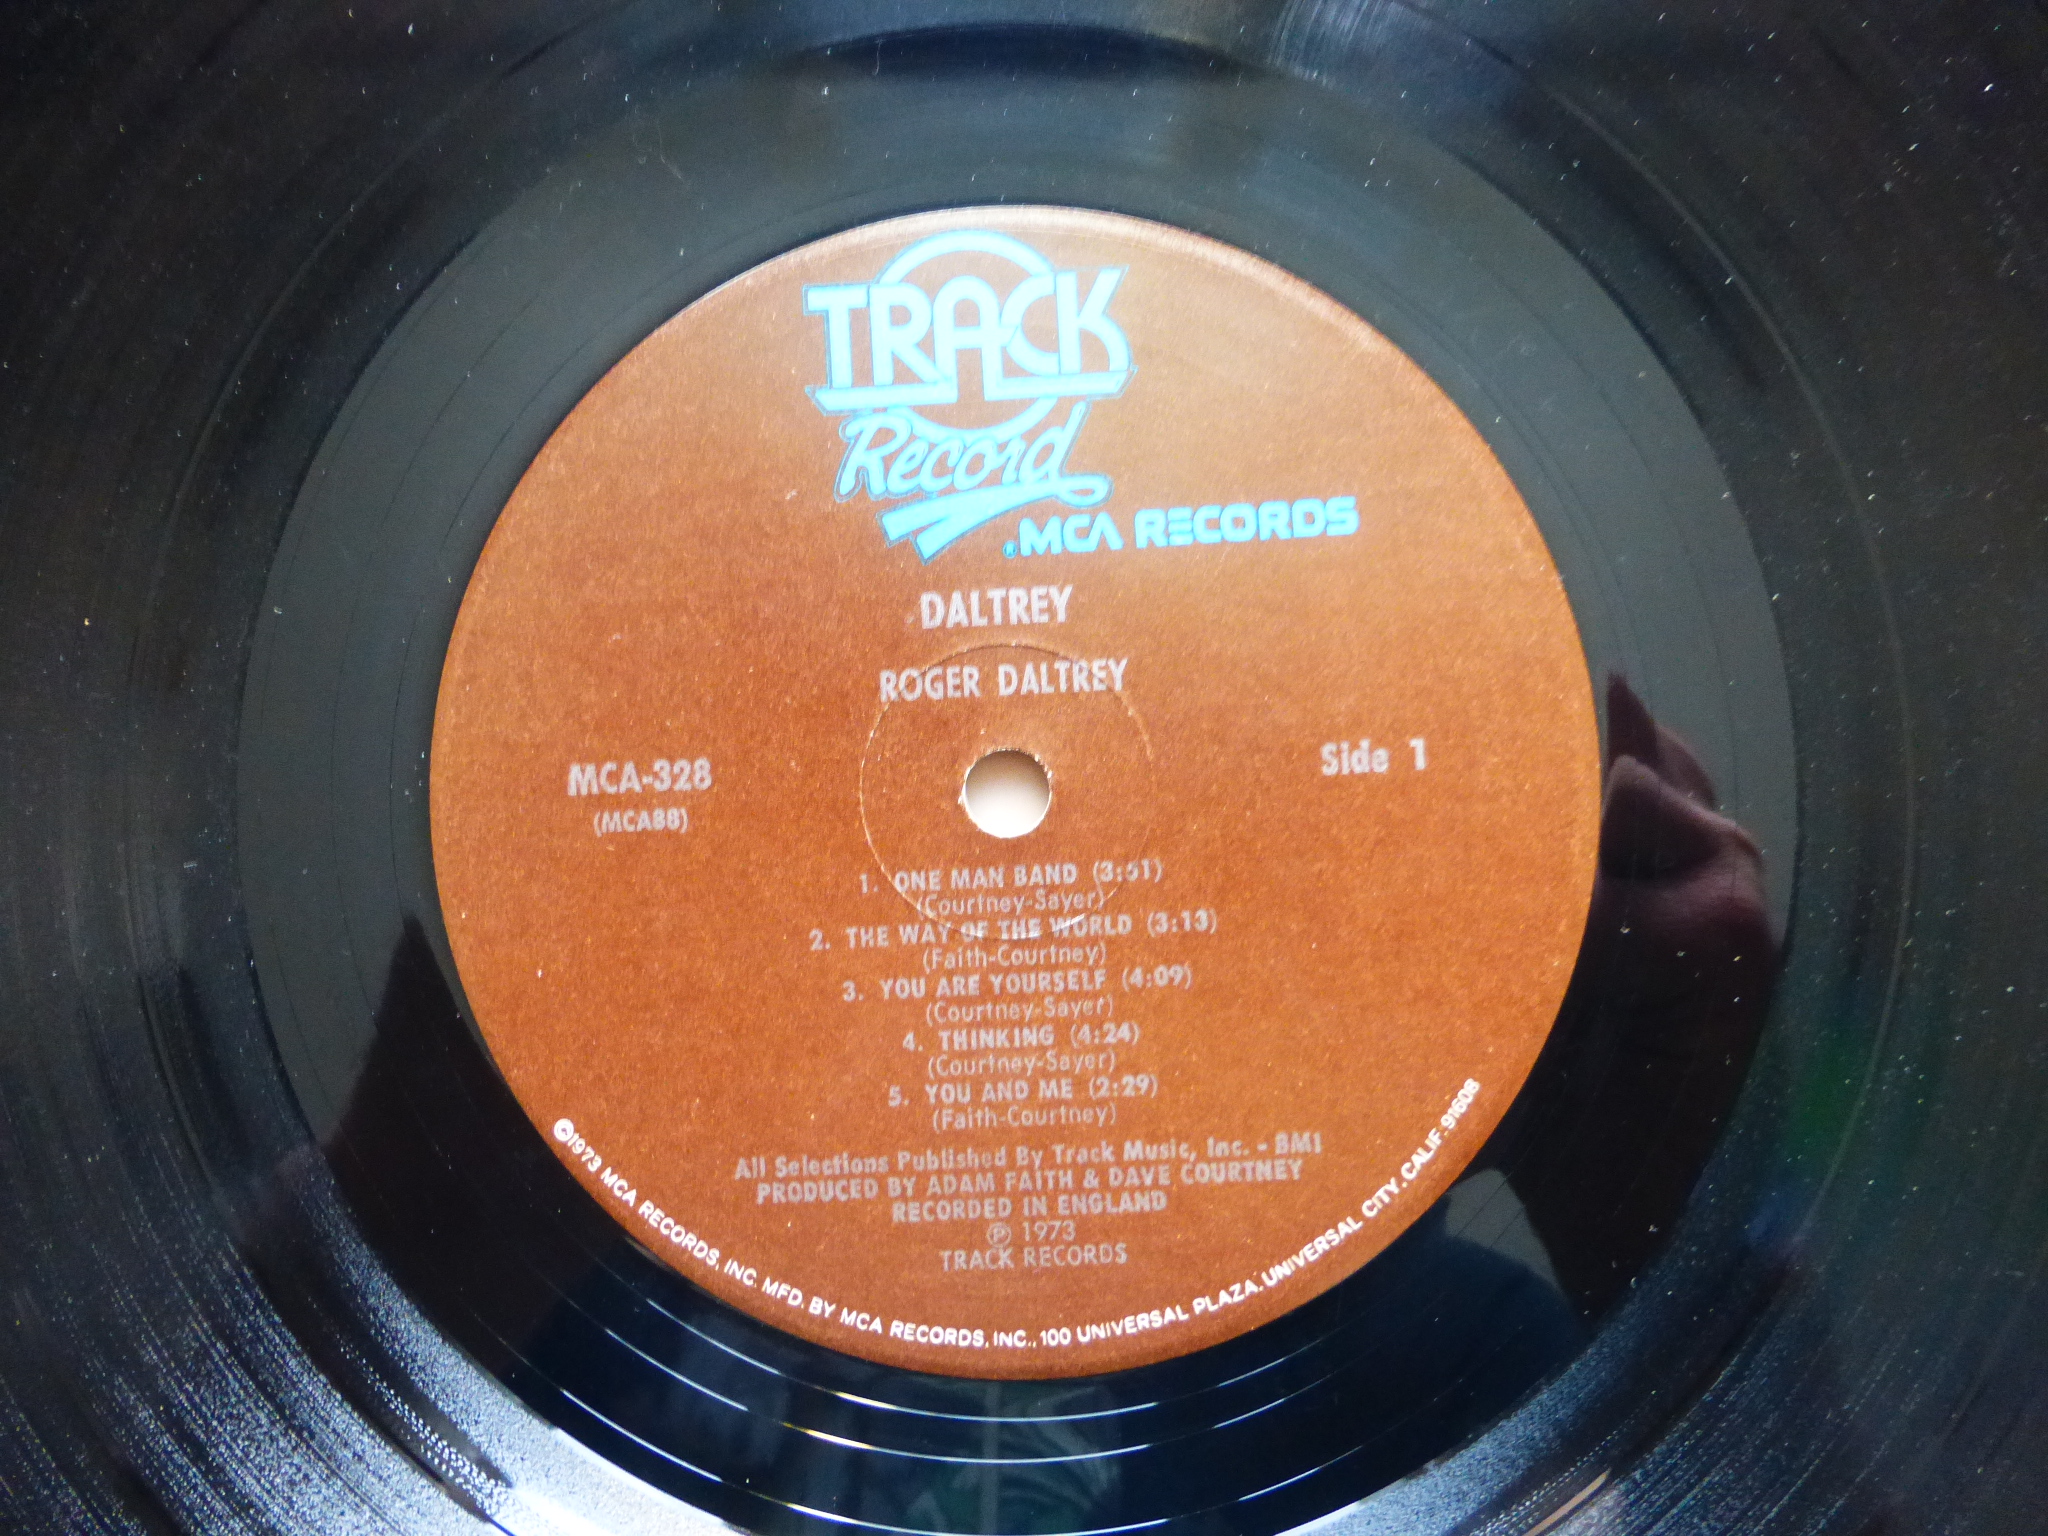 TRACK
Record
®MCA RECORDS
DALTREY
ROGER DALTREY
MCA-328
(MCA88)
Side 1
1. ONE MAN BAND (3:51)
(Courtney-Sayer)
2. THE WAY OF THE WORLD (3:13)
(Faith-Courtney)
3. YOU ARE YOURSELF (4:09)
(Courtney-Sayer)
4. THINKING (4:24)
(Courtney-Sayer)
5. YOU AND ME (2:29)
(Faith-Courtney)
All Selections Published By Track Music, Inc. - BMI
PRODUCED BY ADAM FAITH & DAVE COURTNEY
RECORDED IN ENGLAND
℗ 1973
TRACK RECORDS
©1973 MCA RECORDS, INC. MFD. BY MCA RECORDS, INC., 100 UNIVERSAL PLAZA, UNIVERSAL CITY, CALIF. 91608